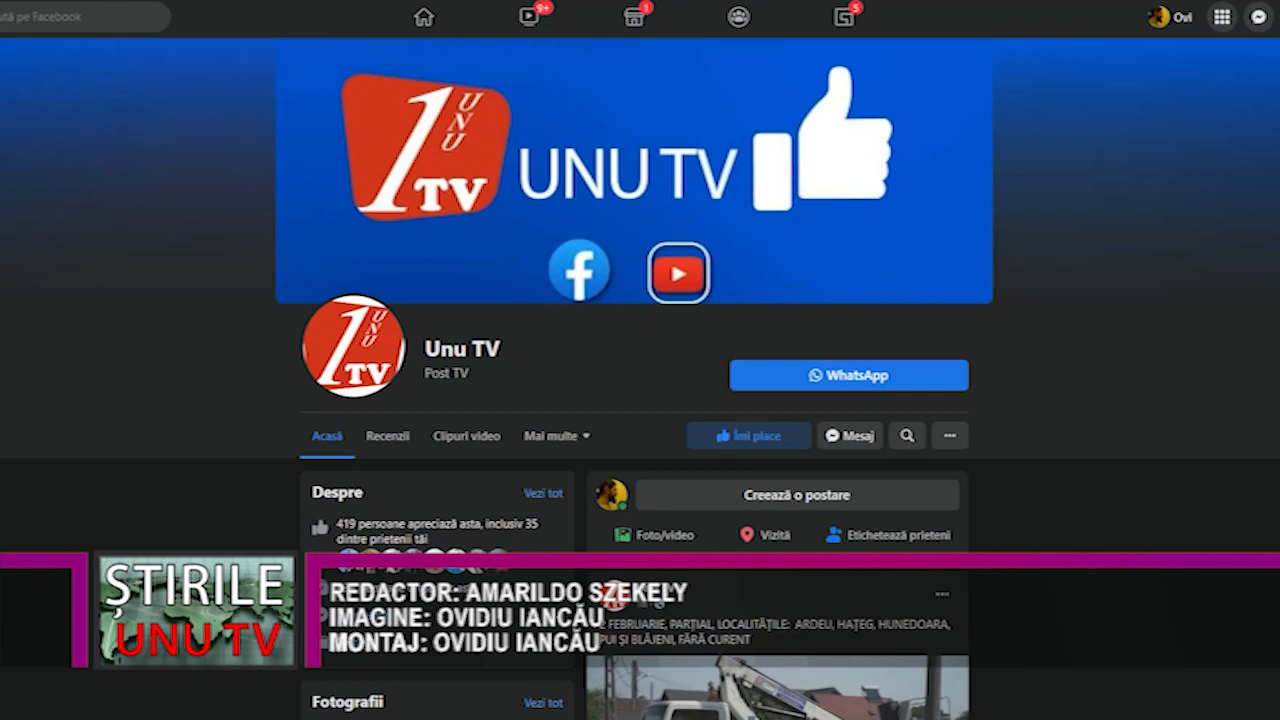 ută pe Facebook
9+
1
5
Ovi
1 UNU TV
UNU TV
1 UNU TV
Unu TV
Post TV
WhatsApp
Acasă
Recenzii
Clipuri video
Mai multe
Îmi place
Mesaj
Despre
Vezi tot
419 persoane apreciază asta, inclusiv 35
dintre prietenii tăi
Creează o postare
Foto/video
Vizită
Etichetează prieteni
ȘTIRILE
UNU TV
REDACTOR: AMARILDO SZEKELY
IMAGINE: OVIDIU IANCĂU
MONTAJ: OVIDIU IANCĂU
2 FEBRUARIE, PARȚIAL, LOCALITĂȚILE: ARDEU, HAȚEG, HUNEDOARA,
PUI ȘI BLĂJENI, FĂRĂ CURENT
Fotografii
Vezi tot